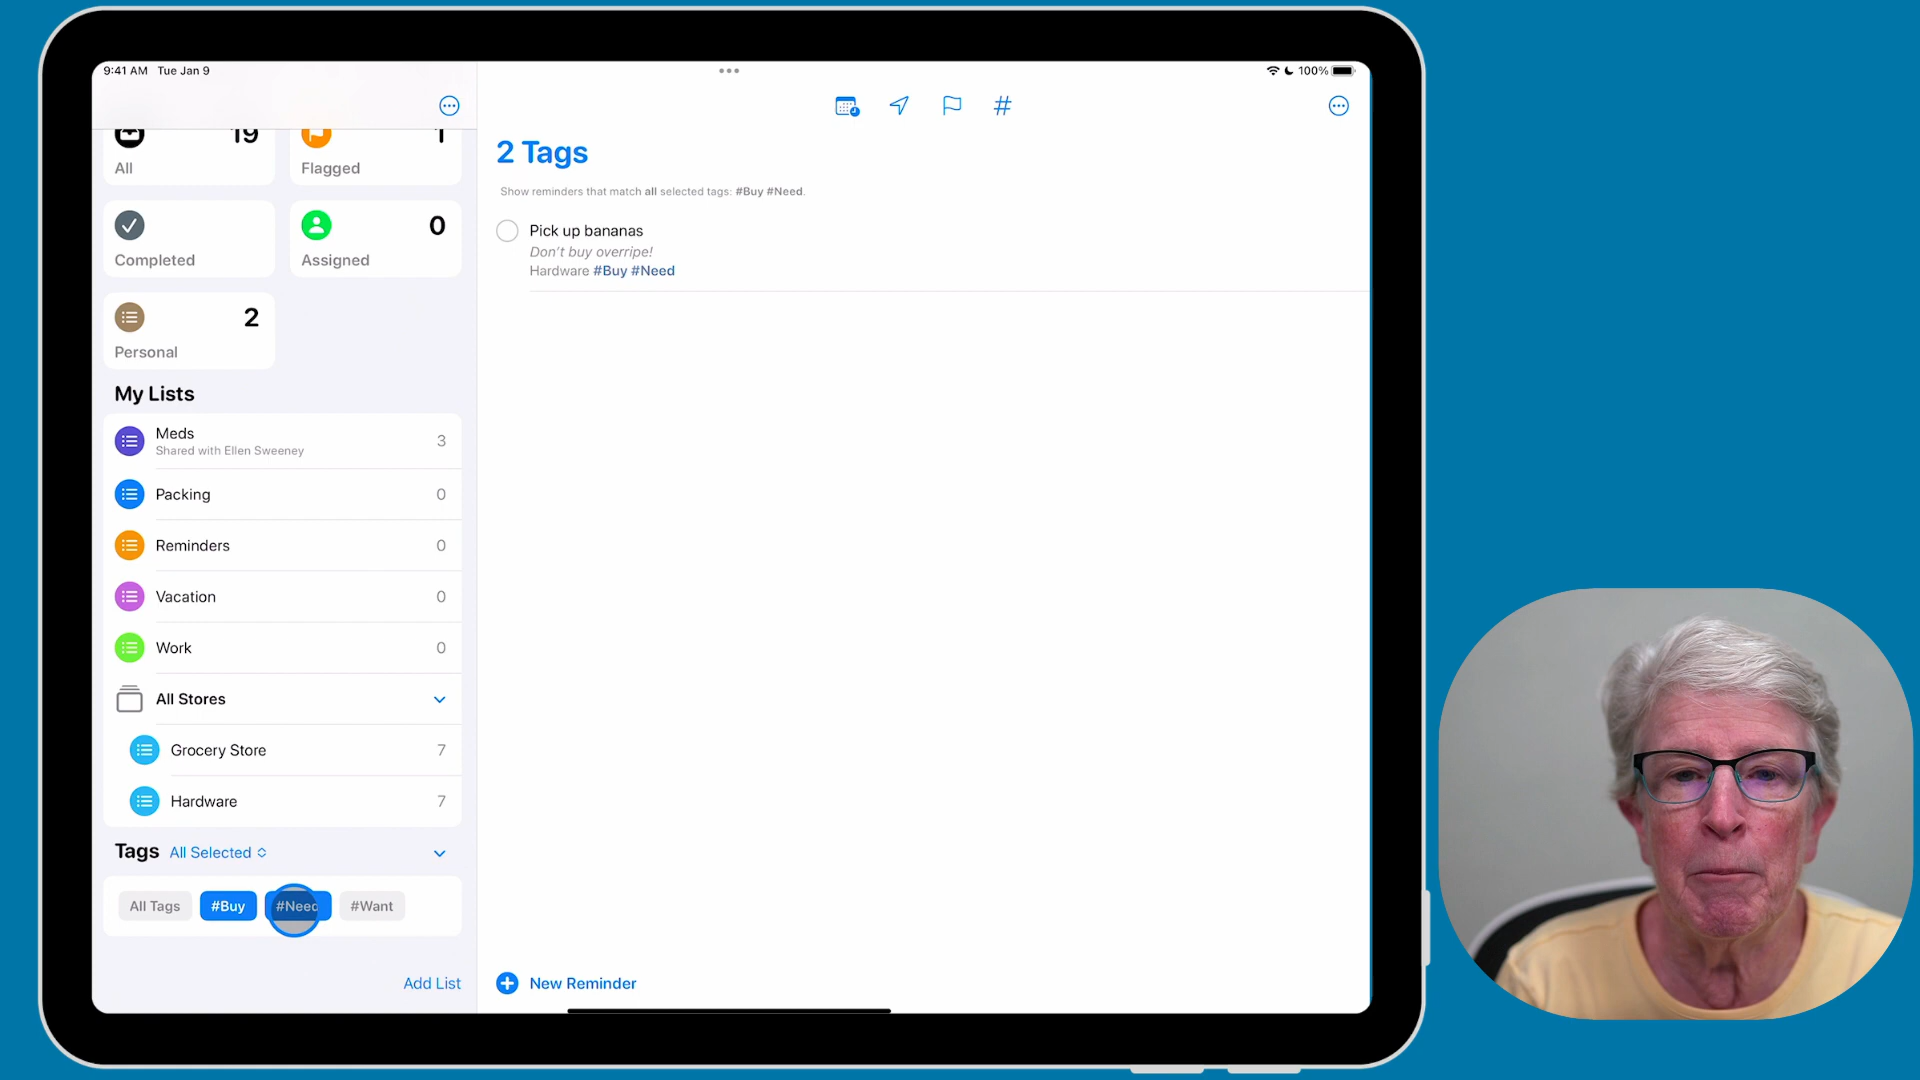 9:41 AM Tue Jan 9
100%
All 19
Flagged 1
Completed
Assigned 0
Personal 2
My Lists
Meds 3
Shared with Ellen Sweeney
Packing 0
Reminders 0
Vacation 0
Work 0
All Stores
Grocery Store 7
Hardware 7
Tags All Selected
All Tags #Buy #Need #Want
Add List
2 Tags
Show reminders that match all selected tags: #Buy #Need.
Pick up bananas
Don't buy overripe!
Hardware #Buy #Need
New Reminder